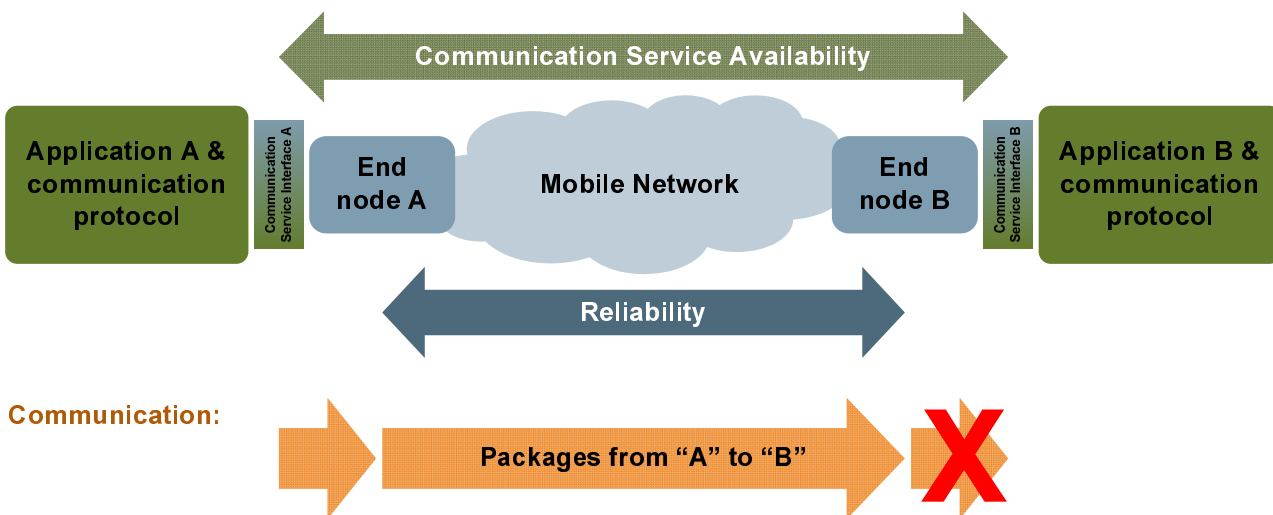 Communication Service Availability
Application A &
communication
protocol
Communication
Service Interface A
End
node A
Mobile Network
End
node B
Communication
Service Interface B
Application B &
communication
protocol
Reliability
Communication:
Packages from “A” to “B”
X